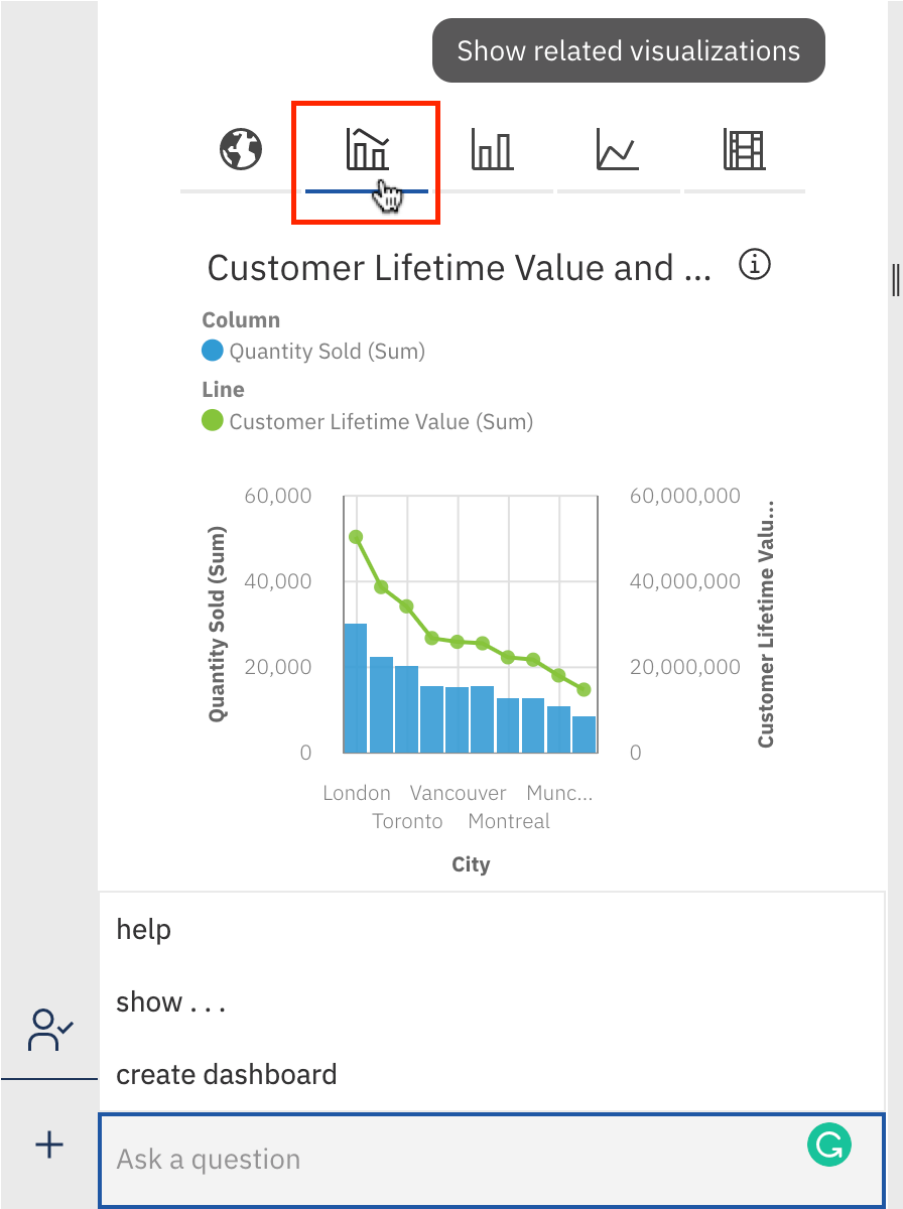 Show related visualizations
Customer Lifetime Value and ...
Column
Quantity Sold (Sum)
Line
Customer Lifetime Value (Sum)
60,000
40,000
20,000
0
Quantity Sold (Sum)
60,000,000
40,000,000
20,000,000
0
Customer Lifetime Valu...
London Vancouver Munc...
Toronto Montreal
City
help
show . . .
create dashboard
Ask a question